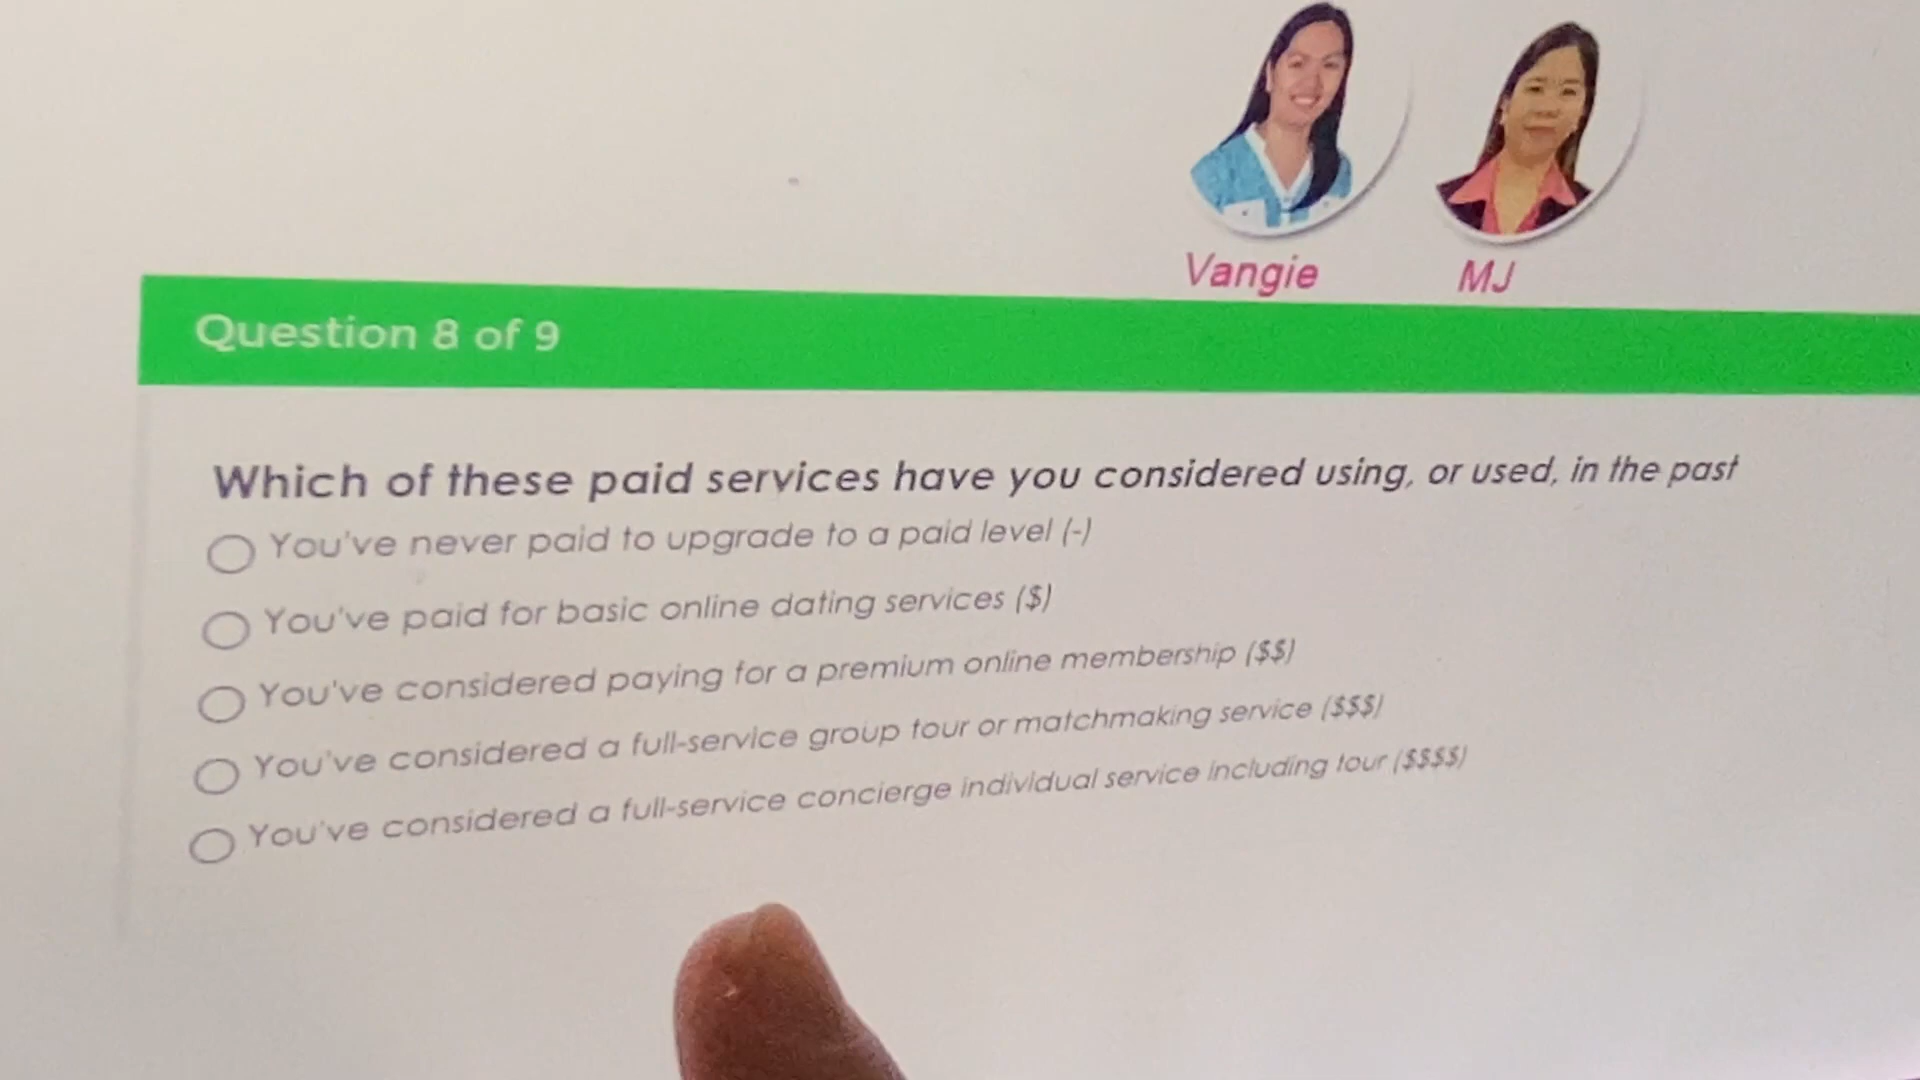 Vangie MJ
Question 8 of 9
Which of these paid services have you considered using, or used, in the past
You've never paid to upgrade to a paid level (-)
You've paid for basic online dating services ($)
You've considered paying for a premium online membership ($$)
You've considered a full-service group tour or matchmaking service ($$$)
You've considered a full-service concierge individual service including tour ($$$$)